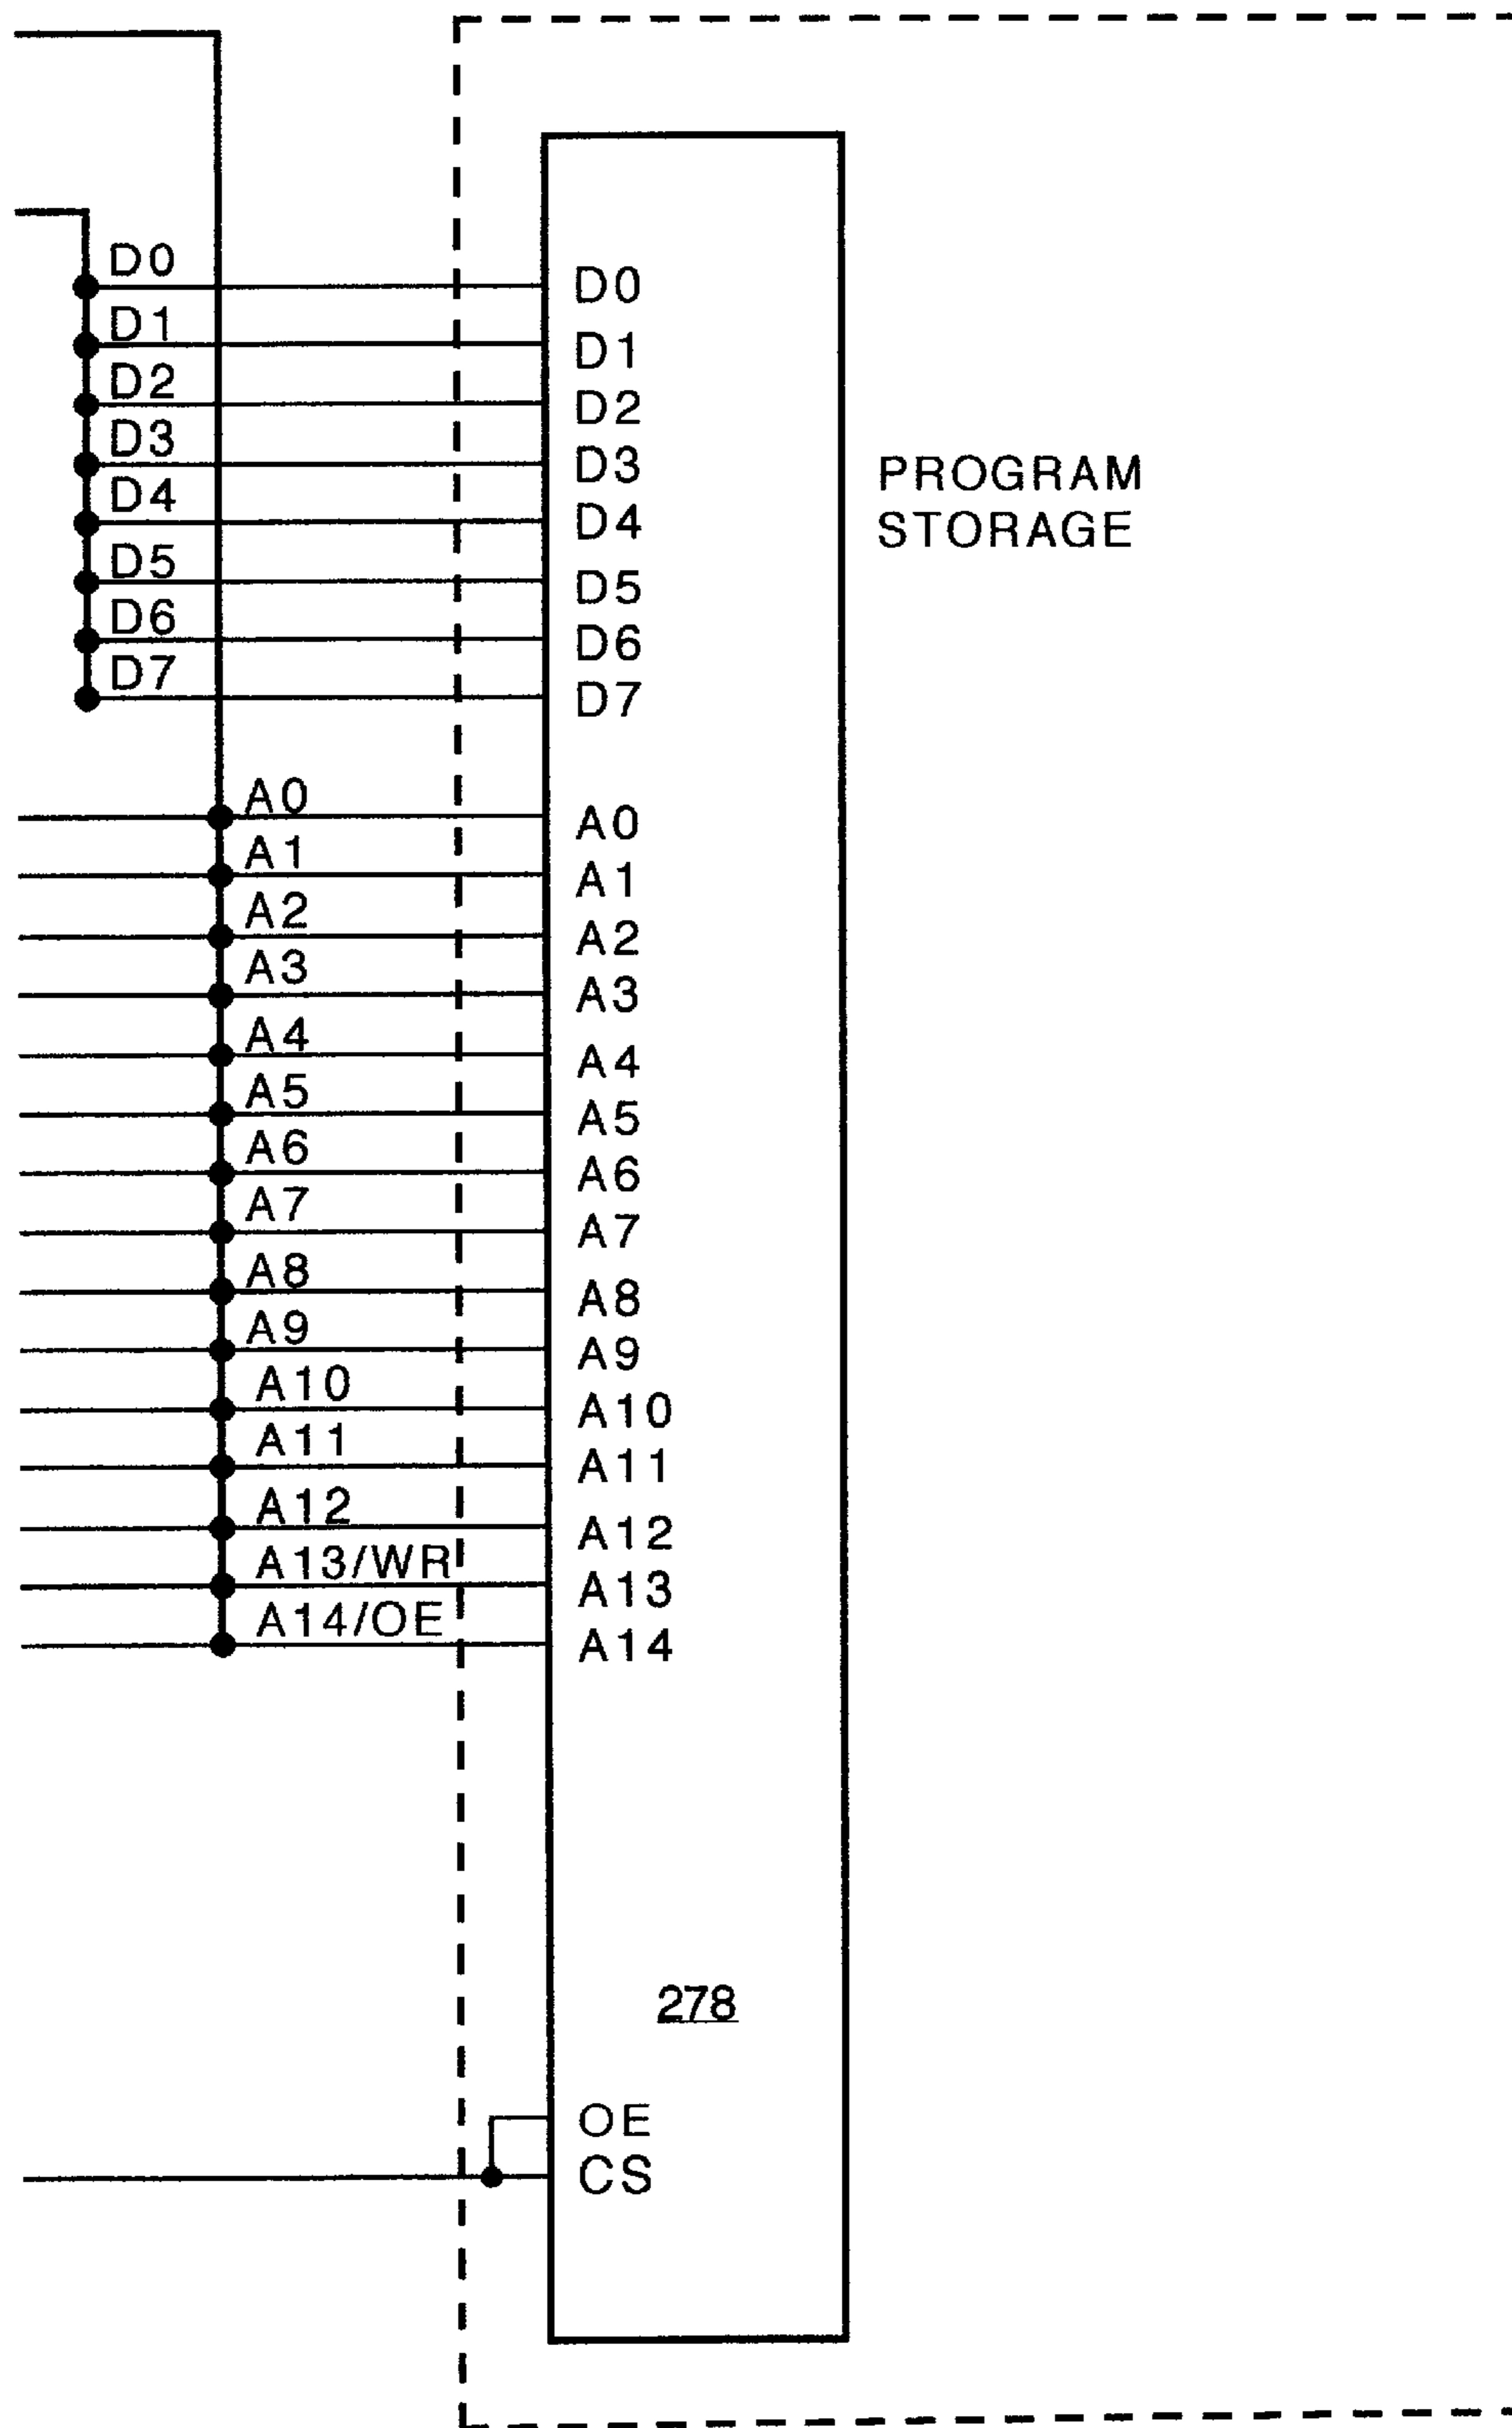 D0
D1
D2
D3
D4
D5
D6
D7
D0
D1
D2
D3
D4
D5
D6
D7
PROGRAM
STORAGE
A0
A1
A2
A3
A4
A5
A6
A7
A8
A9
A10
A11
A12
A13/WR
A14/OE
A0
A1
A2
A3
A4
A5
A6
A7
A8
A9
A10
A11
A12
A13
A14
278
OE
CS